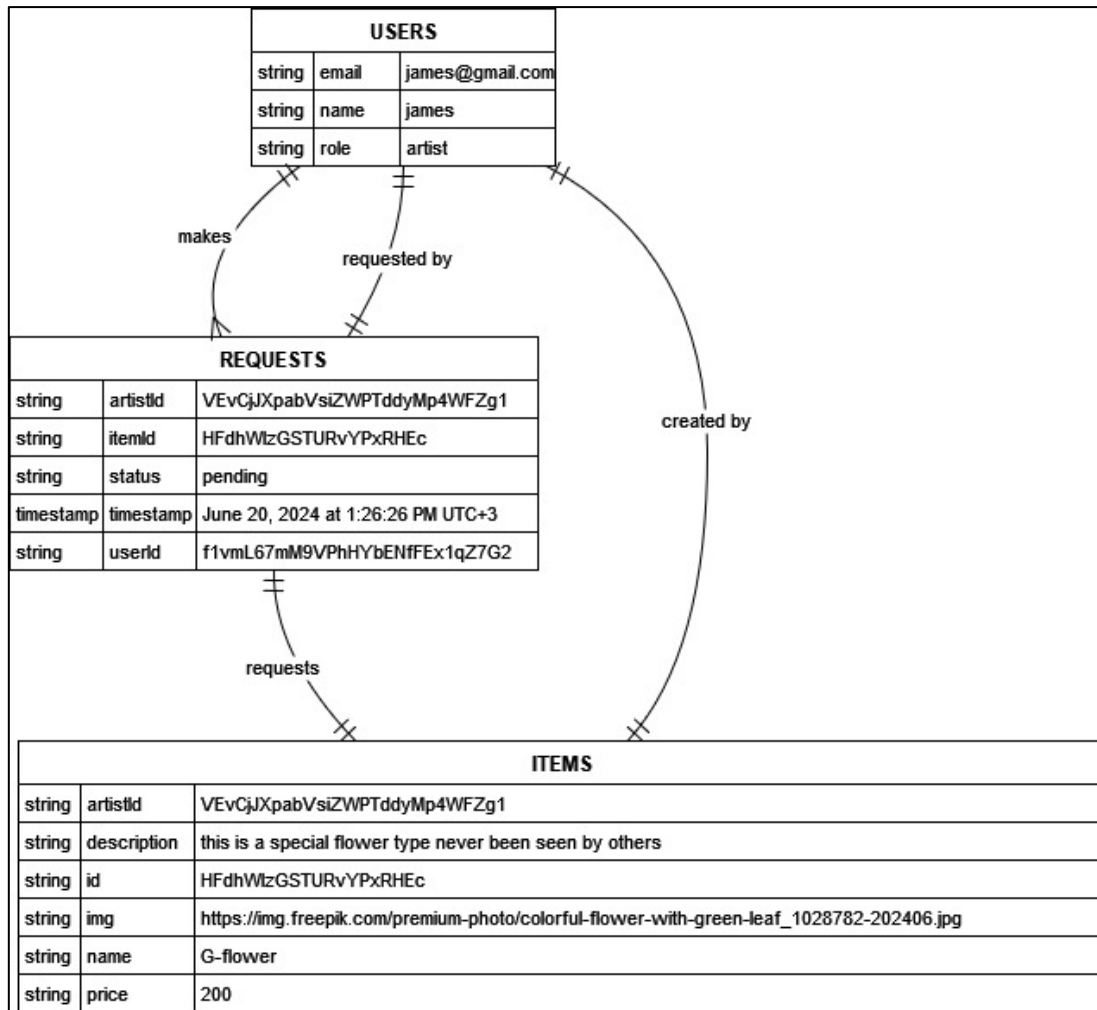 USERS
string email james@gmail.com
string name james
string role artist
makes
requested by
REQUESTS
string artistId VEvCjJXpabVsiZWPTddyMp4WFZg1
string itemId HFdhWIzGSTURvYPxRHEc
string status pending
timestamp timestamp June 20, 2024 at 1:26:26 PM UTC+3
string userId f1vmL67mM9VPhHYbENfFEx1qZ7G2
created by
requests
ITEMS
string artistId VEvCjJXpabVsiZWPTddyMp4WFZg1
string description this is a special flower type never been seen by others
string id HFdhWIzGSTURvYPxRHEc
string img https://img.freepik.com/premium-photo/colorful-flower-with-green-leaf_1028782-202406.jpg
string name G-flower
string price 200